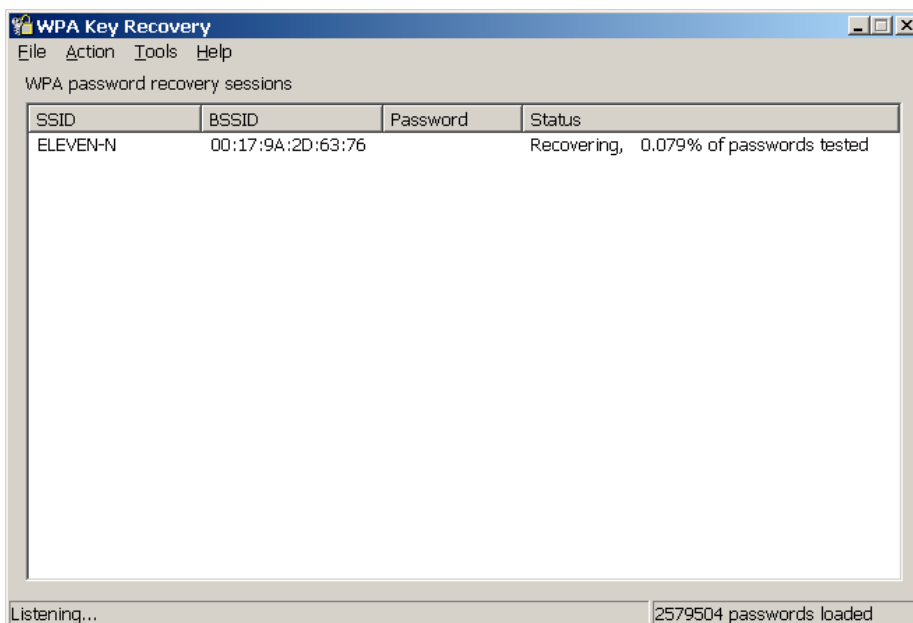 WPA Key Recovery
File Action Tools Help
WPA password recovery sessions
SSID BSSID Password Status
ELEVEN-N 00:17:9A:2D:63:76 Recovering, 0.079% of passwords tested
Listening... 2579504 passwords loaded